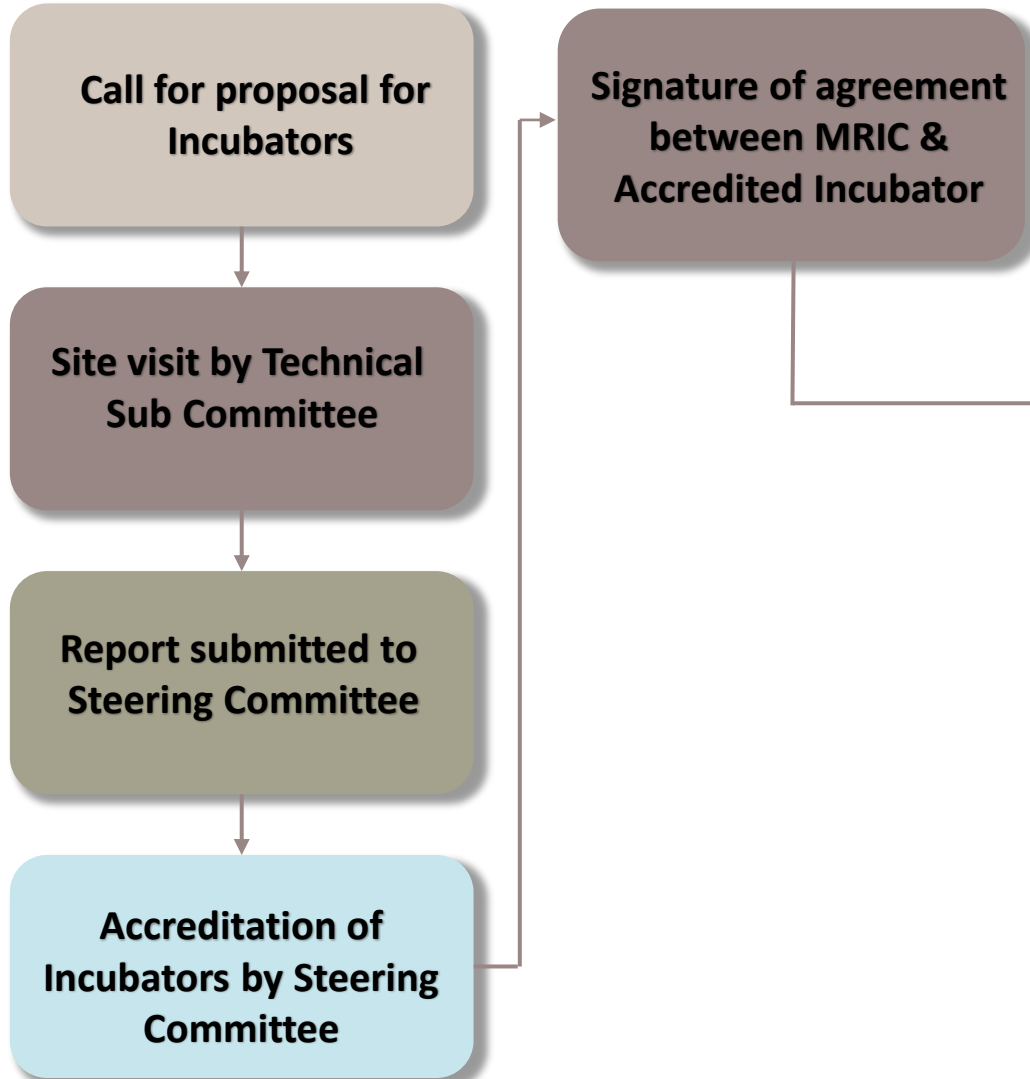 Call for proposal for
Incubators
Site visit by Technical
Sub Committee
Report submitted to
Steering Committee
Accreditation of
Incubators by Steering
Committee
Signature of agreement
between MRIC &
Accredited Incubator